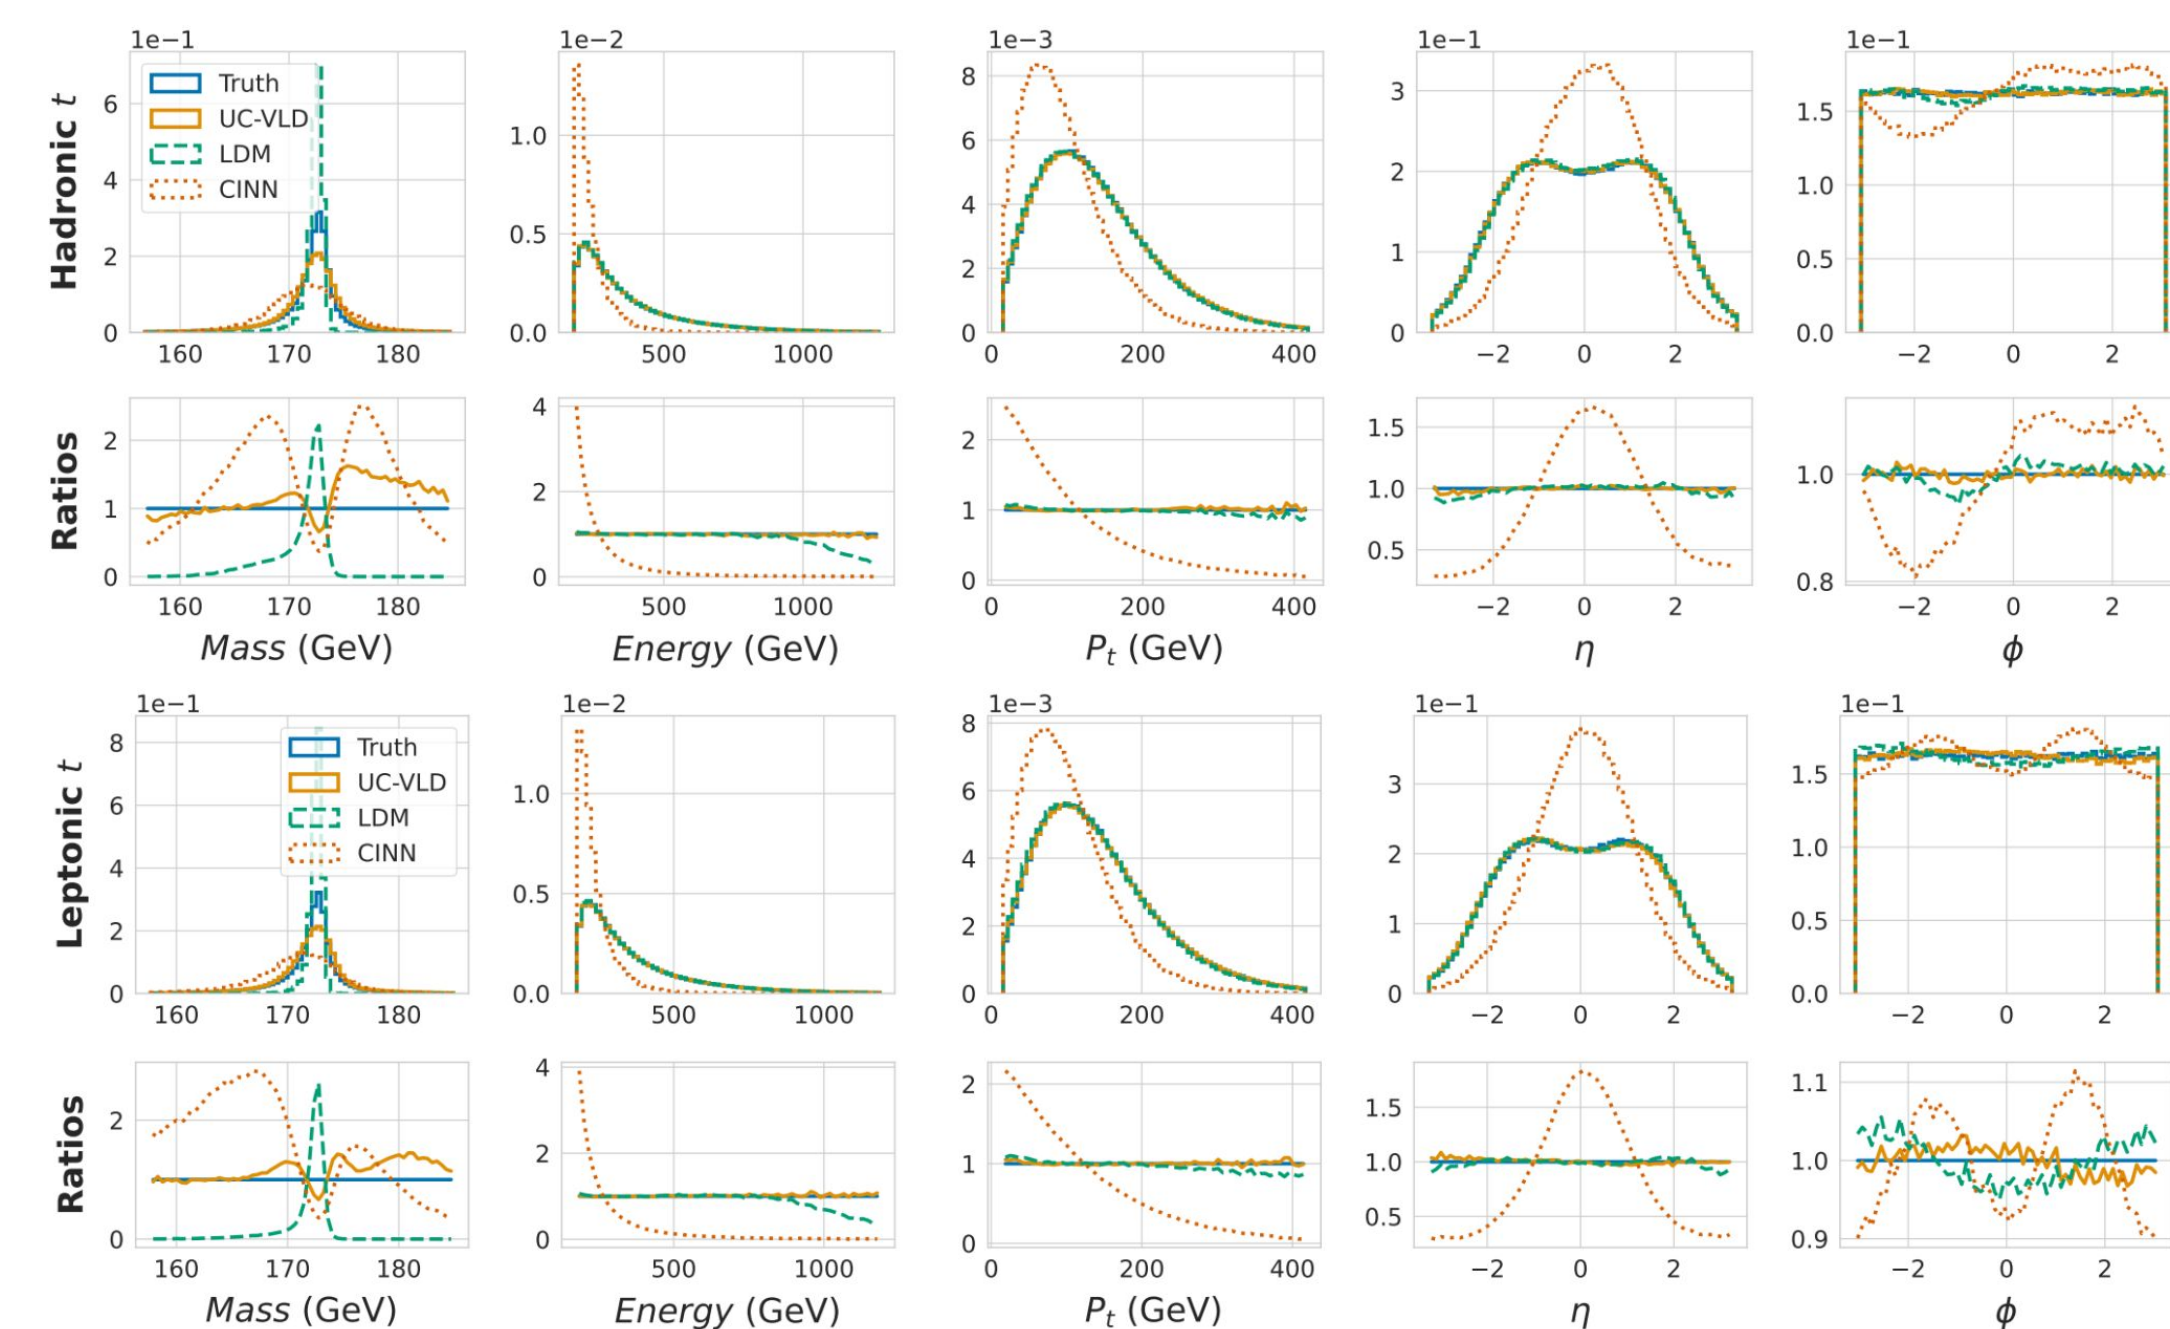 1e−1 1e−2 1e−3 1e−1 1e−1
Hadronic t
Truth
UC-VLD
LDM
CINN
6 4 2 0
1.0 0.5 0.0
8 6 4 2 0
3 2 1 0
1.5 1.0 0.5 0.0
160 170 180 500 1000 0 200 400 −2 0 2 −2 0 2
Ratios
2 1 0
4 2 0
2 1 0
1.5 1.0 0.5
1.0 0.8
160 170 180 500 1000 0 200 400 −2 0 2 −2 0 2
Mass (GeV) Energy (GeV) Pt (GeV) η ϕ
1e−1 1e−2 1e−3 1e−1 1e−1
Leptonic t
Truth
UC-VLD
LDM
CINN
8 6 4 2 0
1.0 0.5 0.0
8 6 4 2 0
3 2 1 0
1.5 1.0 0.5 0.0
160 170 180 500 1000 0 200 400 −2 0 2 −2 0 2
Ratios
2 0
4 2 0
2 1 0
1.5 1.0 0.5
1.1 1.0 0.9
160 170 180 500 1000 0 200 400 −2 0 2 −2 0 2
Mass (GeV) Energy (GeV) Pt (GeV) η ϕ